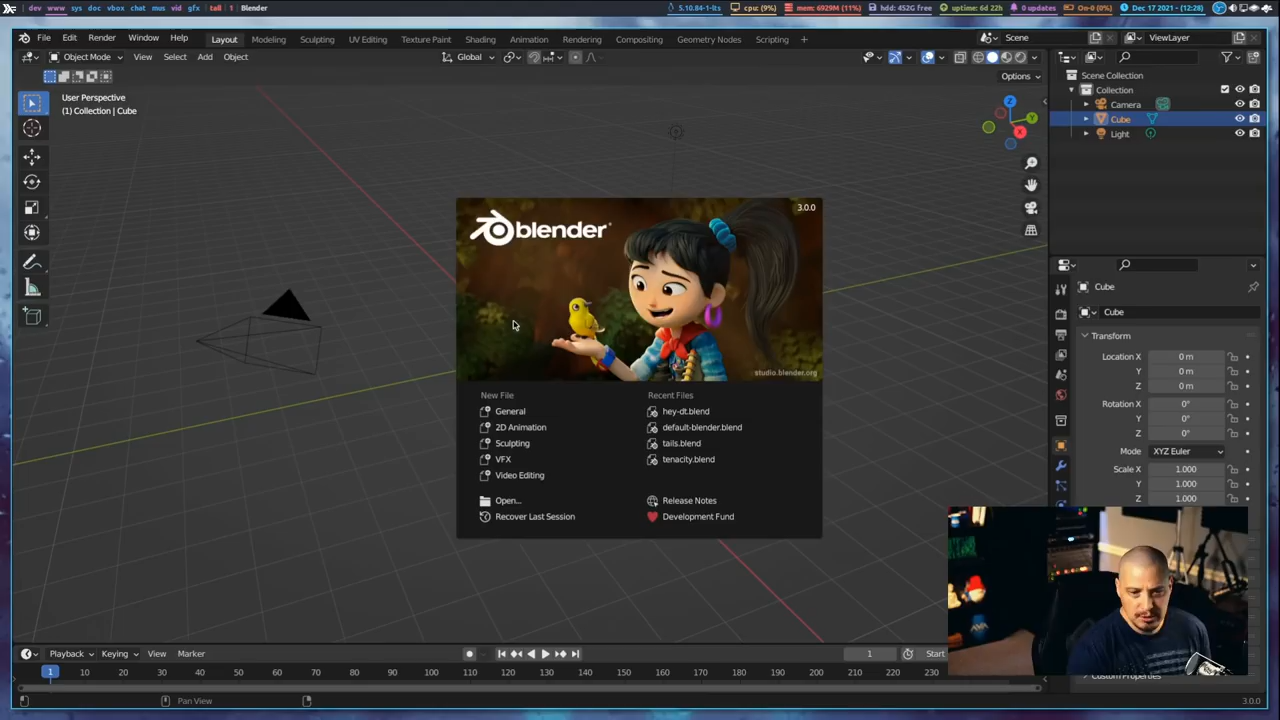 dev www sys doc vbox chat mus vid gfx | tall | 1 | Blender
5.10.84-1-lts
cpu: (9%)
mem: 6929M (11%)
hdd: 452G free
uptime: 6d 22h
0 updates
On-0 (0%)
Dec 17 2021 - (12:28)
File Edit Render Window Help
Layout Modeling Sculpting UV Editing Texture Paint Shading Animation Rendering Compositing Geometry Nodes Scripting +
Scene
ViewLayer
Object Mode View Select Add Object
Global
Options
User Perspective
(1) Collection | Cube
Z
Y
X
Scene Collection
Collection
Camera
Cube
Light
blender
3.0.0
studio.blender.org
New File
General
2D Animation
Sculpting
VFX
Video Editing
Open...
Recover Last Session
Recent Files
hey-dt.blend
default-blender.blend
tails.blend
tenacity.blend
Release Notes
Development Fund
Cube
Cube
Transform
Location X 0 m
Y 0 m
Z 0 m
Rotation X 0°
Y 0°
Z 0°
Mode XYZ Euler
Scale X 1.000
Y 1.000
Z 1.000
Playback Keying View Marker
1
Start
1 10 20 30 40 50 60 70 80 90 100 110 120 130 140 150 160 170 180 190 200 210 220 230
Pan View
3.0.0